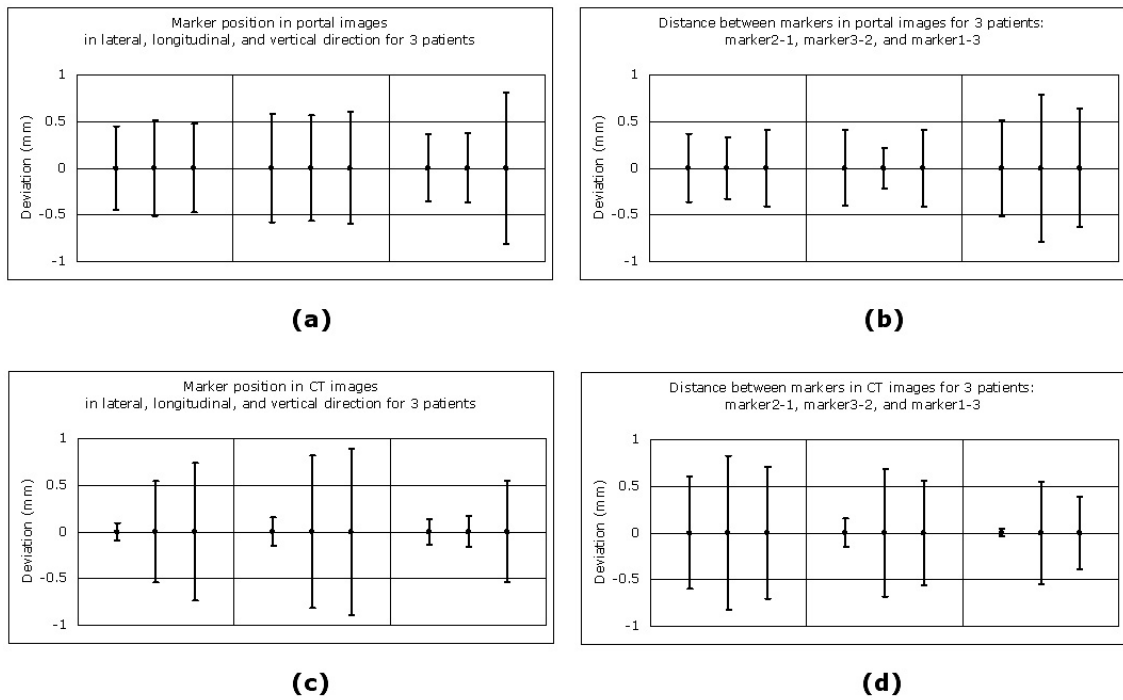 Marker position in portal images
in lateral, longitudinal, and vertical direction for 3 patients
1
0.5
0
-0.5
-1
Deviation (mm)
(a)
Distance between markers in portal images for 3 patients:
marker2-1, marker3-2, and marker1-3
1
0.5
0
-0.5
-1
Deviation (mm)
(b)
Marker position in CT images
in lateral, longitudinal, and vertical direction for 3 patients
1
0.5
0
-0.5
-1
Deviation (mm)
(c)
Distance between markers in CT images for 3 patients:
marker2-1, marker3-2, and marker1-3
1
0.5
0
-0.5
-1
Deviation (mm)
(d)